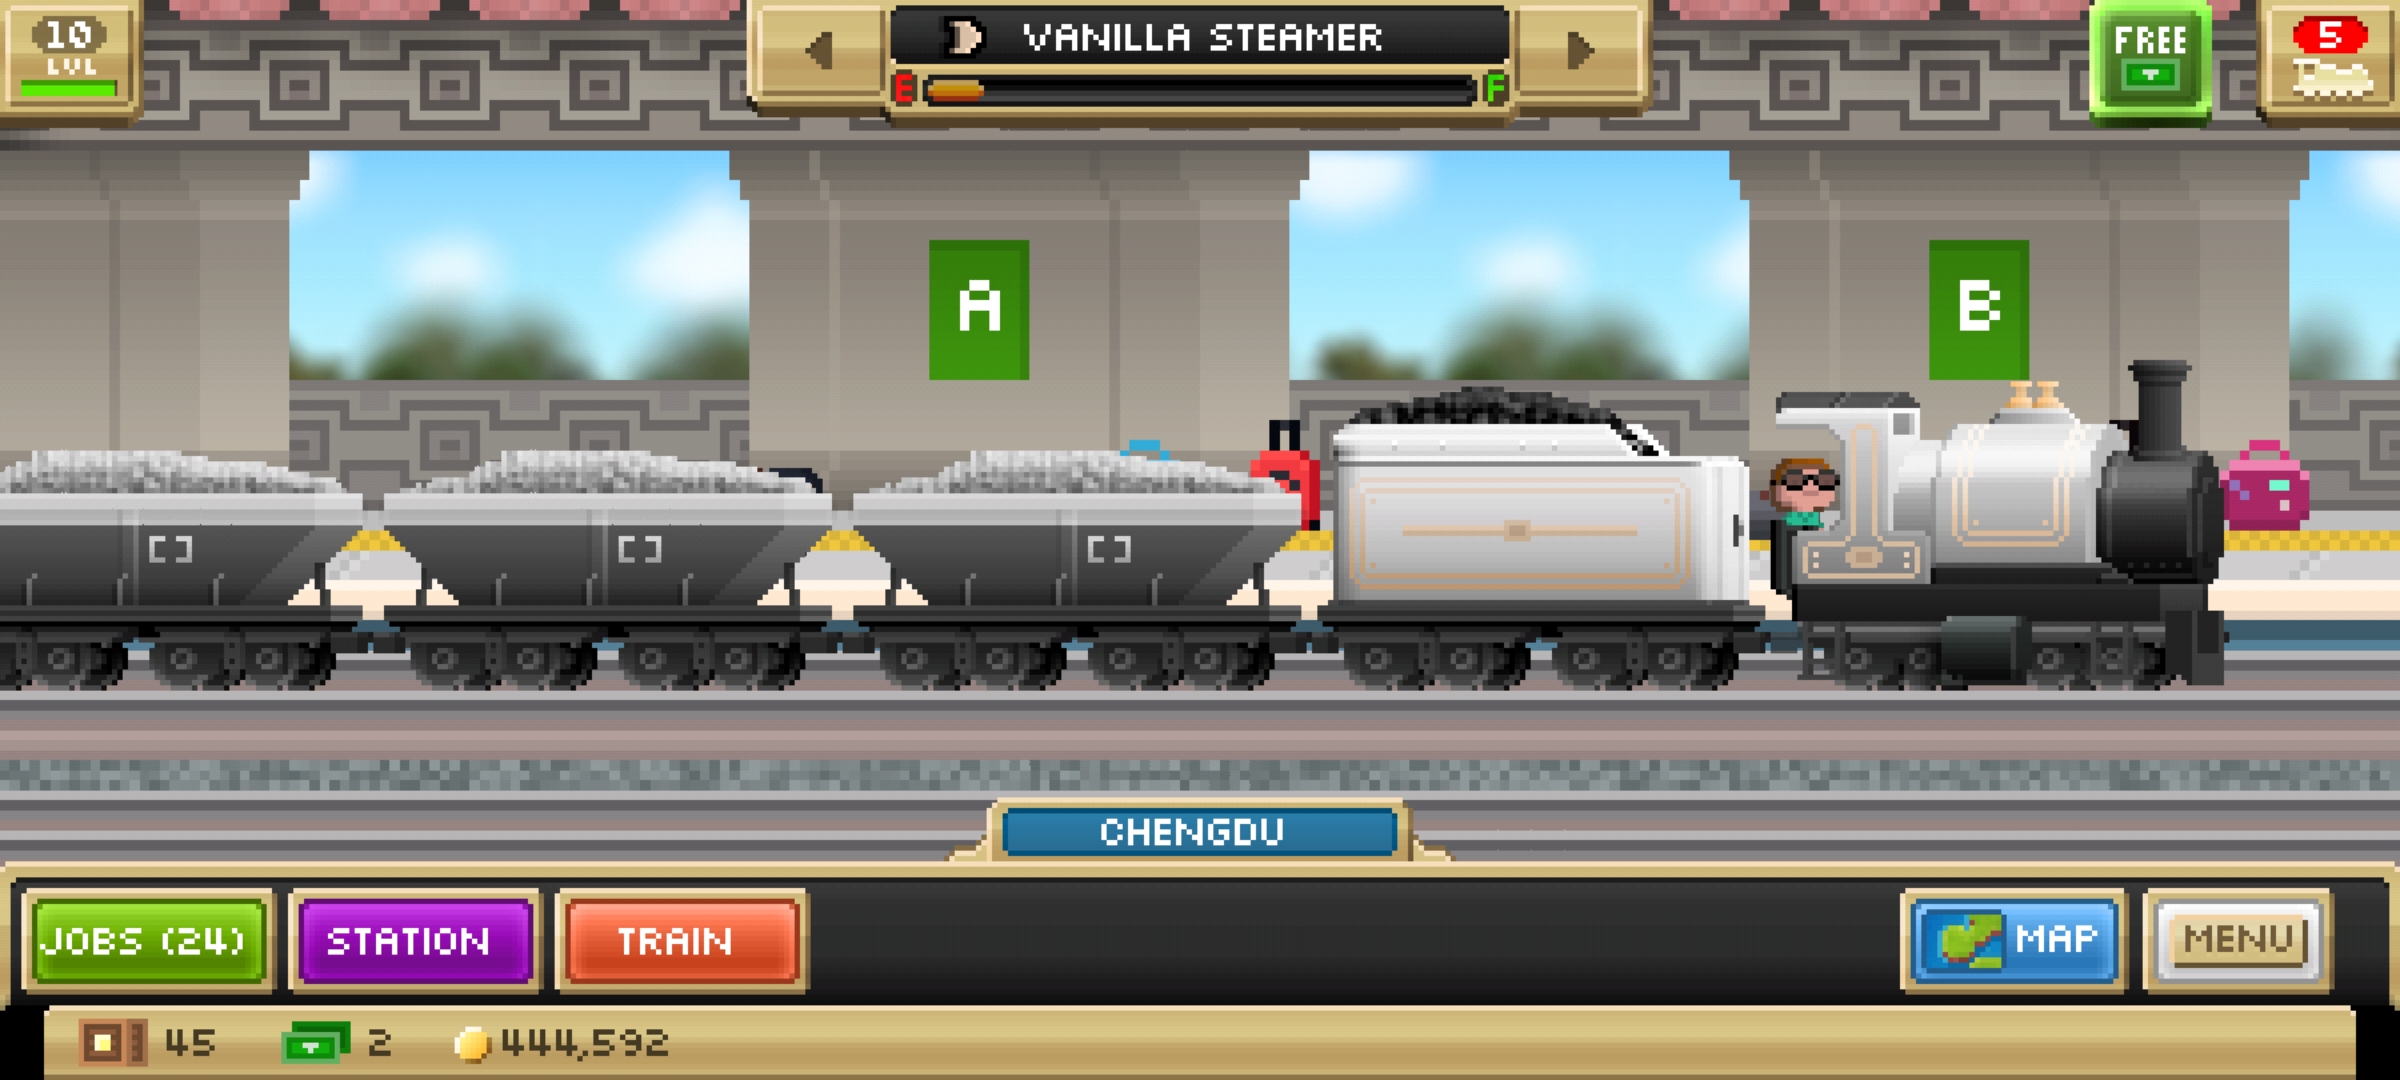 10
LVL
VANILLA STEAMER
E
F
FREE
5
A
B
CHENGDU
JOBS (24)
STATION
TRAIN
MAP
MENU
45
2
444,592